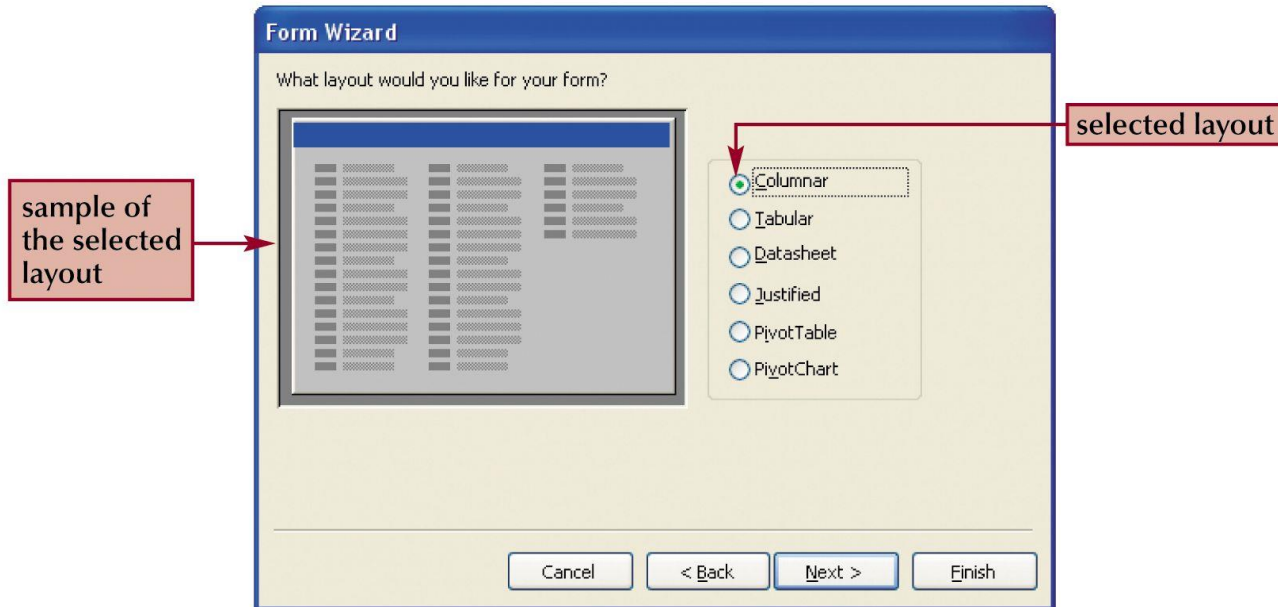 Form Wizard
What layout would you like for your form?
selected layout
sample of
the selected
layout
Columnar
Tabular
Datasheet
Justified
PivotTable
PivotChart
Cancel
< Back
Next >
Finish